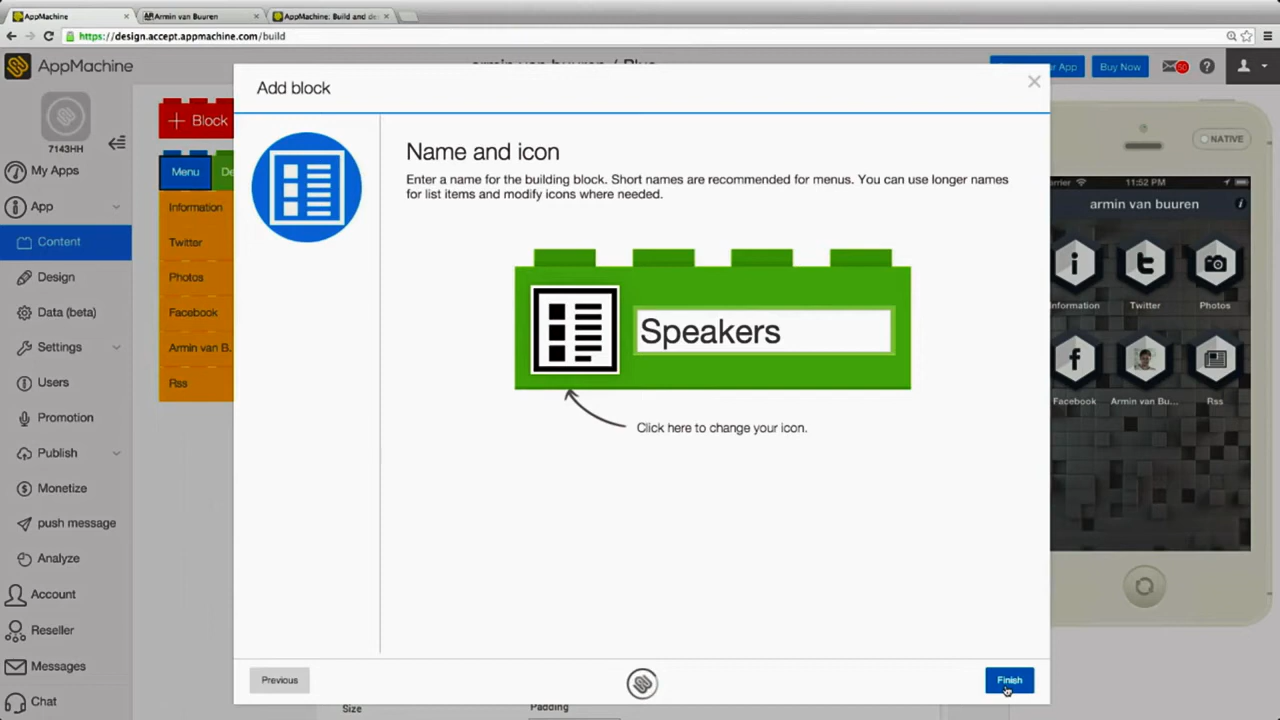 AppMachine
Armin van Buuren
AppMachine: Build and de
https://design.accept.appmachine.com/build
AppMachine
App
Buy Now
50
7143HH
My Apps
App
Content
Design
Data (beta)
Settings
Users
Promotion
Publish
Monetize
push message
Analyze
Account
Reseller
Messages
Chat
Block
Menu
De
Information
Twitter
Photos
Facebook
Armin van B.
Rss
Add block
Name and icon
Enter a name for the building block. Short names are recommended for menus. You can use longer names
for list items and modify icons where needed.
Speakers
Click here to change your icon.
Previous
Finish
Size
Padding
NATIVE
arrier
11:52 PM
armin van buuren
Information
Twitter
Photos
Facebook
Armin van Bu...
Rss